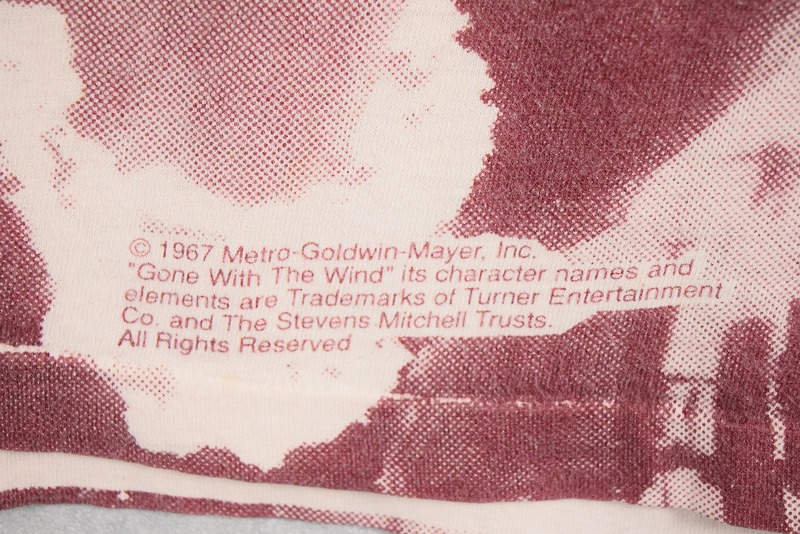 © 1967 Metro-Goldwin-Mayer, Inc.
"Gone With The Wind" its character names and
elements are Trademarks of Turner Entertainment
Co. and The Stevens Mitchell Trusts.
All Rights Reserved